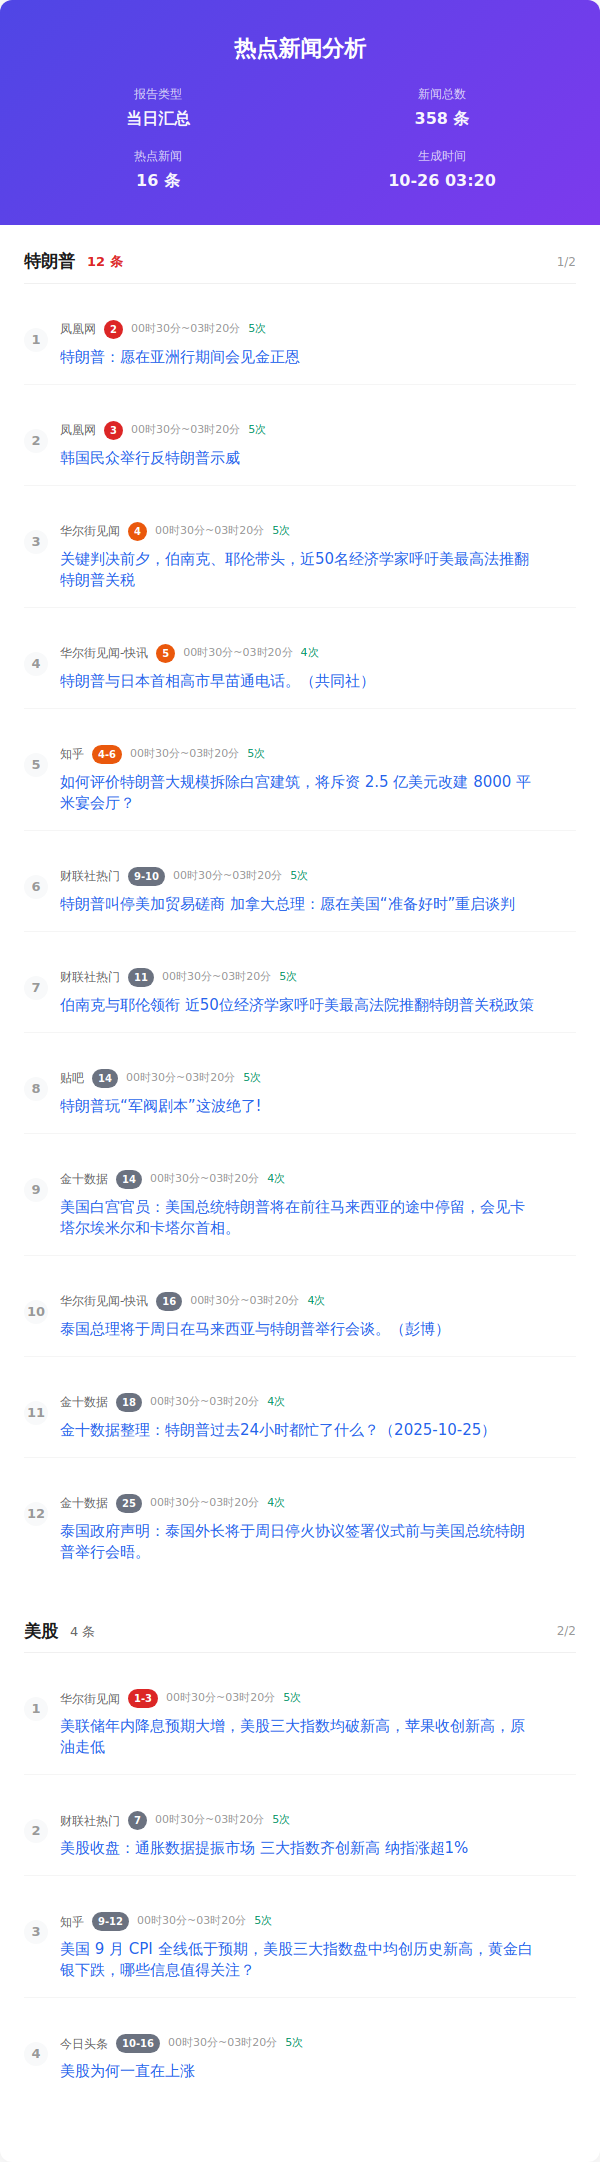 热点新闻分析
报告类型
新闻总数
当日汇总
358 条
热点新闻
生成时间
16 条
10-26 03:20
特朗普 12 条 1/2
1 凤凰网 2 00时30分~03时20分 5次
特朗普：愿在亚洲行期间会见金正恩
2 凤凰网 3 00时30分~03时20分 5次
韩国民众举行反特朗普示威
3 华尔街见闻 4 00时30分~03时20分 5次
关键判决前夕，伯南克、耶伦带头，近50名经济学家呼吁美最高法推翻
特朗普关税
4 华尔街见闻-快讯 5 00时30分~03时20分 4次
特朗普与日本首相高市早苗通电话。（共同社）
5 知乎 4-6 00时30分~03时20分 5次
如何评价特朗普大规模拆除白宫建筑，将斥资 2.5 亿美元改建 8000 平
米宴会厅？
6 财联社热门 9-10 00时30分~03时20分 5次
特朗普叫停美加贸易磋商 加拿大总理：愿在美国“准备好时”重启谈判
7 财联社热门 11 00时30分~03时20分 5次
伯南克与耶伦领衔 近50位经济学家呼吁美最高法院推翻特朗普关税政策
8 贴吧 14 00时30分~03时20分 5次
特朗普玩“军阀剧本”这波绝了!
9 金十数据 14 00时30分~03时20分 4次
美国白宫官员：美国总统特朗普将在前往马来西亚的途中停留，会见卡
塔尔埃米尔和卡塔尔首相。
10 华尔街见闻-快讯 16 00时30分~03时20分 4次
泰国总理将于周日在马来西亚与特朗普举行会谈。（彭博）
11 金十数据 18 00时30分~03时20分 4次
金十数据整理：特朗普过去24小时都忙了什么？（2025-10-25）
12 金十数据 25 00时30分~03时20分 4次
泰国政府声明：泰国外长将于周日停火协议签署仪式前与美国总统特朗
普举行会晤。
美股 4 条 2/2
1 华尔街见闻 1-3 00时30分~03时20分 5次
美联储年内降息预期大增，美股三大指数均破新高，苹果收创新高，原
油走低
2 财联社热门 7 00时30分~03时20分 5次
美股收盘：通胀数据提振市场 三大指数齐创新高 纳指涨超1%
3 知乎 9-12 00时30分~03时20分 5次
美国 9 月 CPI 全线低于预期，美股三大指数盘中均创历史新高，黄金白
银下跌，哪些信息值得关注？
4 今日头条 10-16 00时30分~03时20分 5次
美股为何一直在上涨